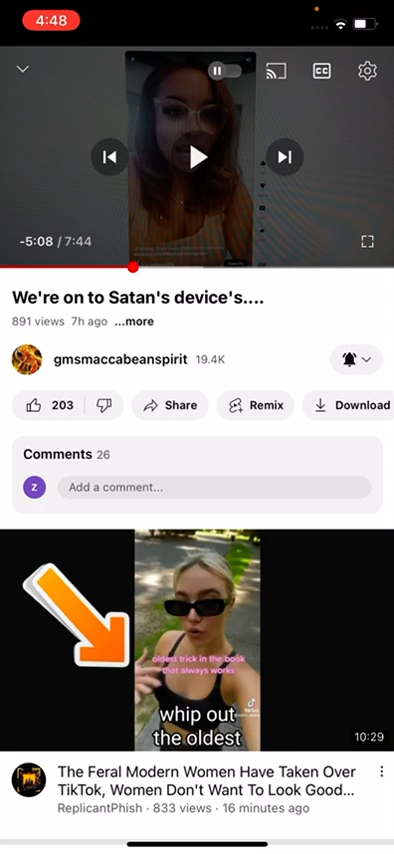 4:48
CC
-5:08 / 7:44
We're on to Satan's device's....
891 views 7h ago ...more
gmsmaccabeanspirit 19.4K
203
Share
Remix
Download
Comments 26
Z
Add a comment...
oldest trick in the book
that always works
TikTok
whip out
the oldest
10:29
The Feral Modern Women Have Taken Over
TikTok, Women Don't Want To Look Good...
ReplicantPhish · 833 views · 16 minutes ago